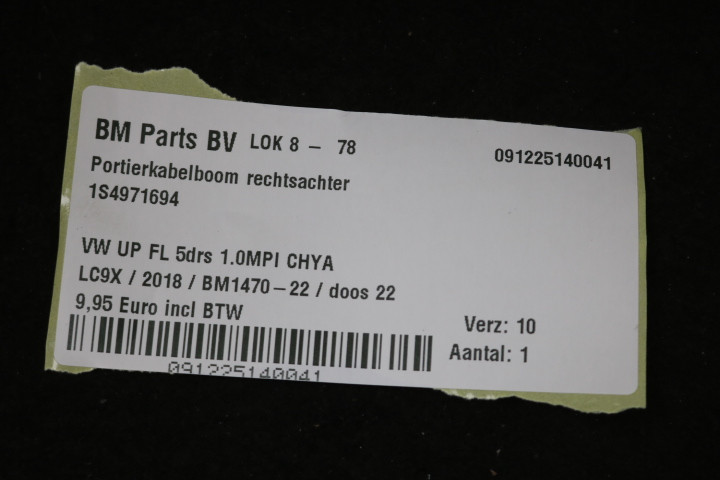 BM Parts BV LOK 8 – 78
091225140041
Portierkabelboom rechtsachter
1S4971694
VW UP FL 5drs 1.0MPI CHYA
LC9X / 2018 / BM1470-22 / doos 22
9,95 Euro incl BTW
Verz: 10
Aantal: 1
091225140041